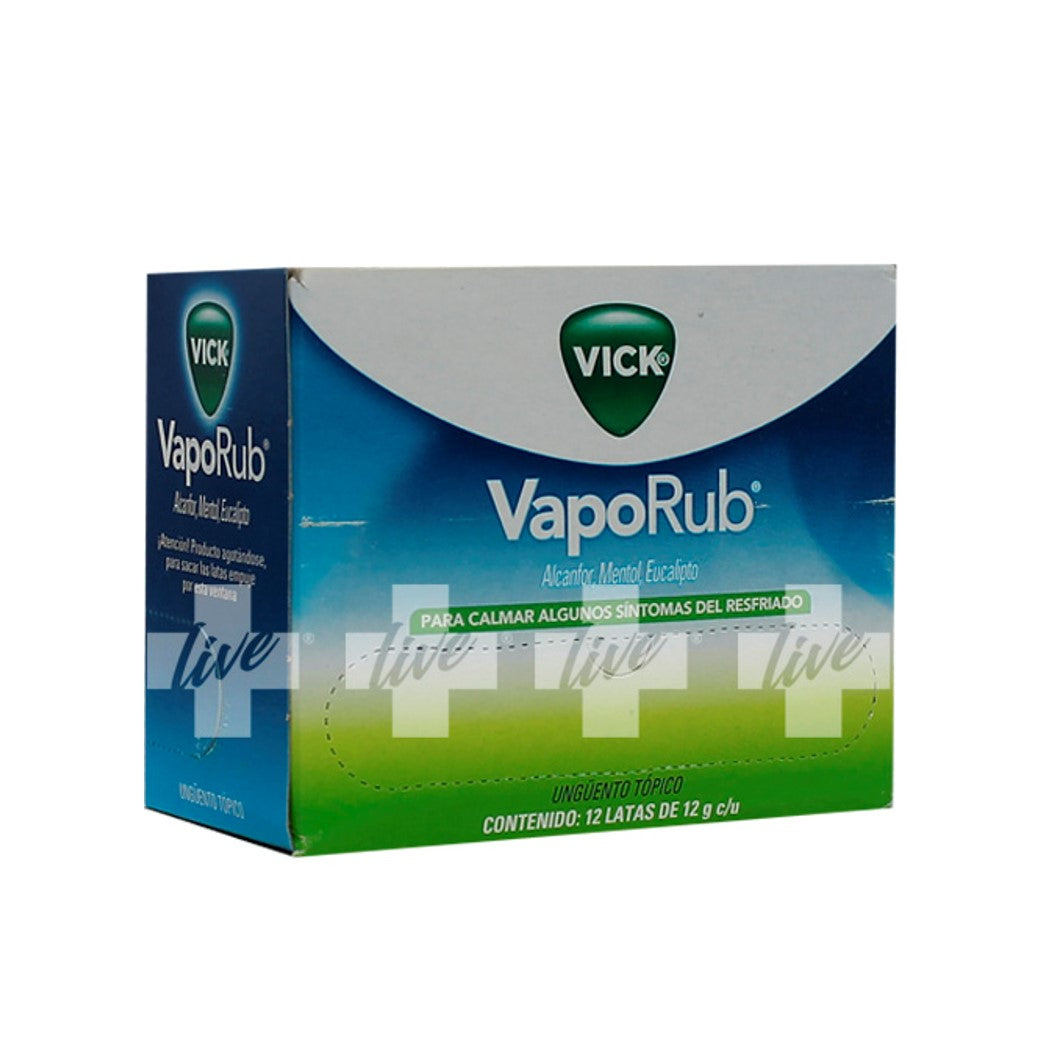 VICK®
VapoRub®
Alcanfor, Mentol, Eucalipto
¡Atención! Producto agotándose,
para sacar las latas empuje
por esta ventana
live ®
UNGÜENTO TÓPICO
VICK®
VapoRub®
Alcanfor, Mentol, Eucalipto
PARA CALMAR ALGUNOS SÍNTOMAS DEL RESFRIADO
live ® live ® live
UNGÜENTO TÓPICO
CONTENIDO: 12 LATAS DE 12 g c/u